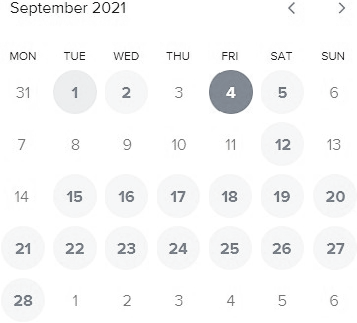 September 2021 < >
MON TUE WED THU FRI SAT SUN
31 1 2 3 4 5 6
7 8 9 10 11 12 13
14 15 16 17 18 19 20
21 22 23 24 25 26 27
28 1 2 3 4 5 6